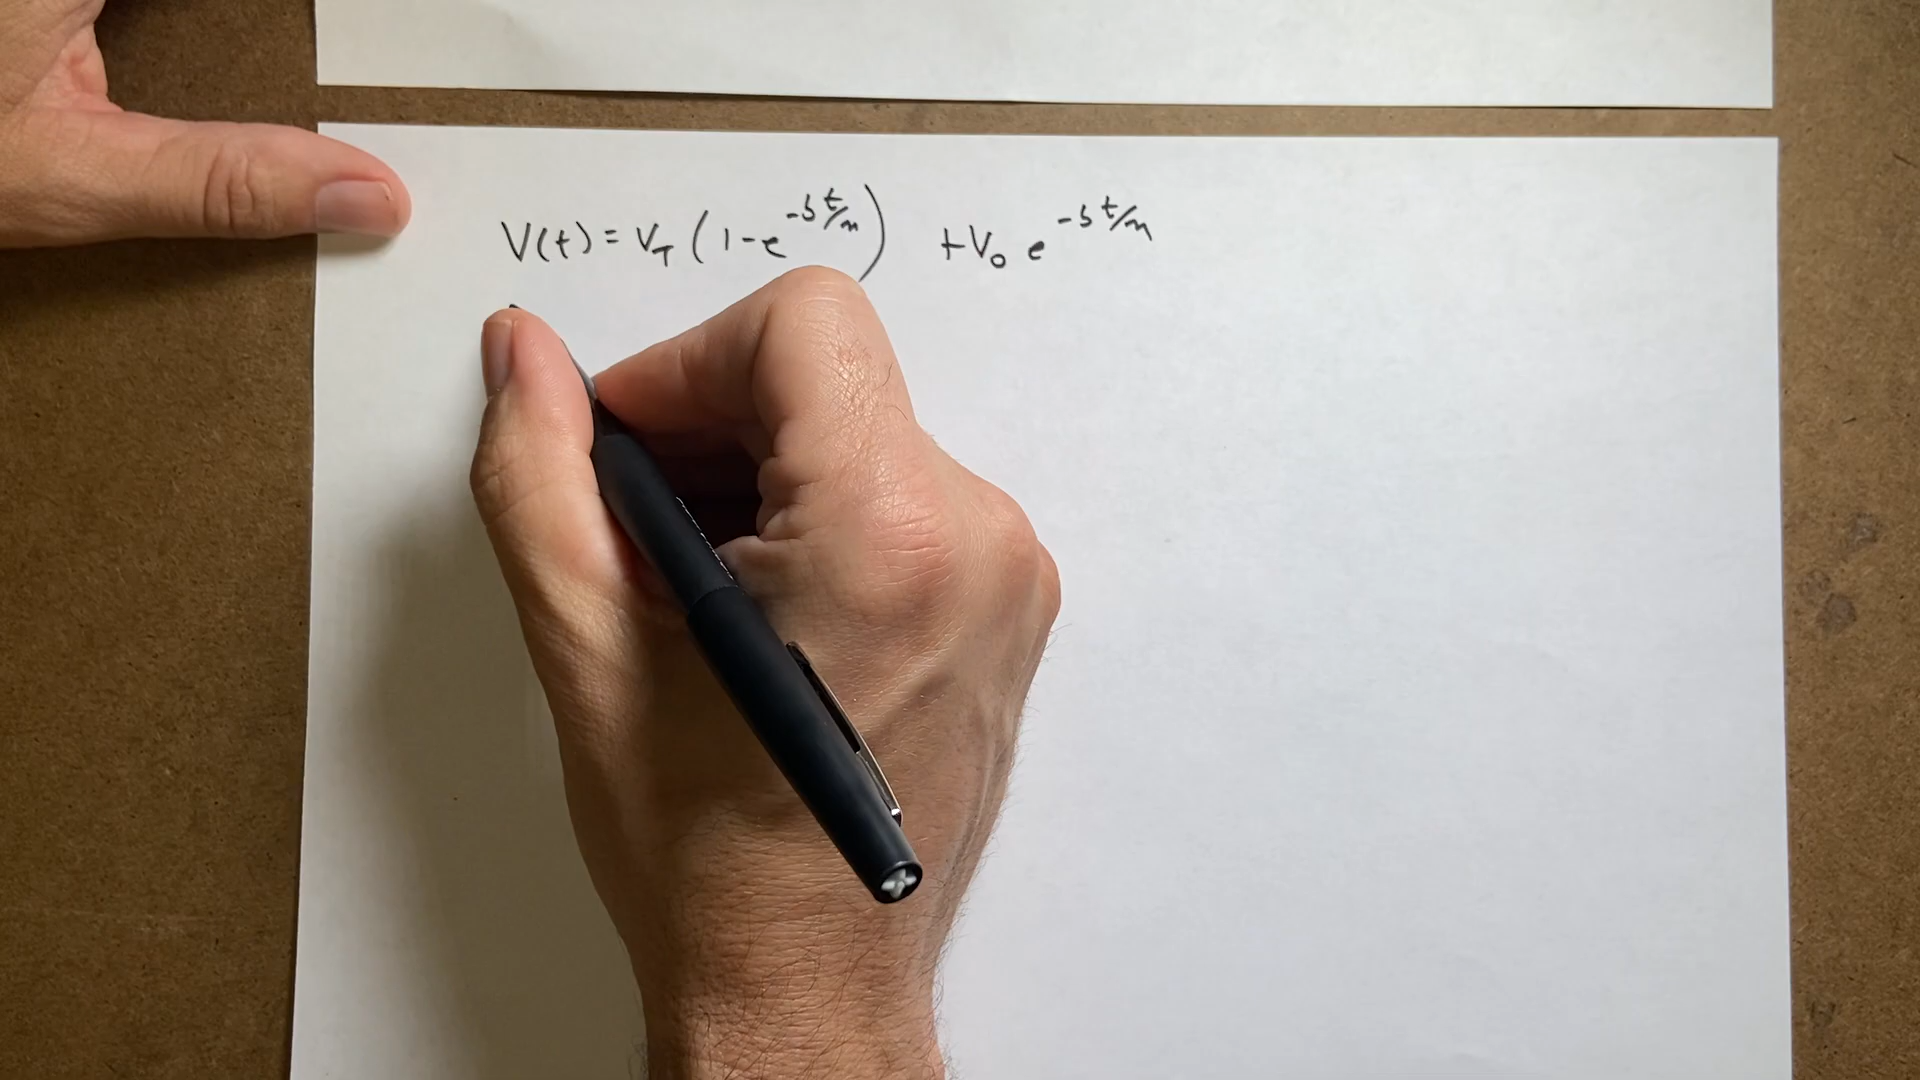 V(t) = V_T (1 - e^{-bt/m}) + V_0 e^{-bt/m}